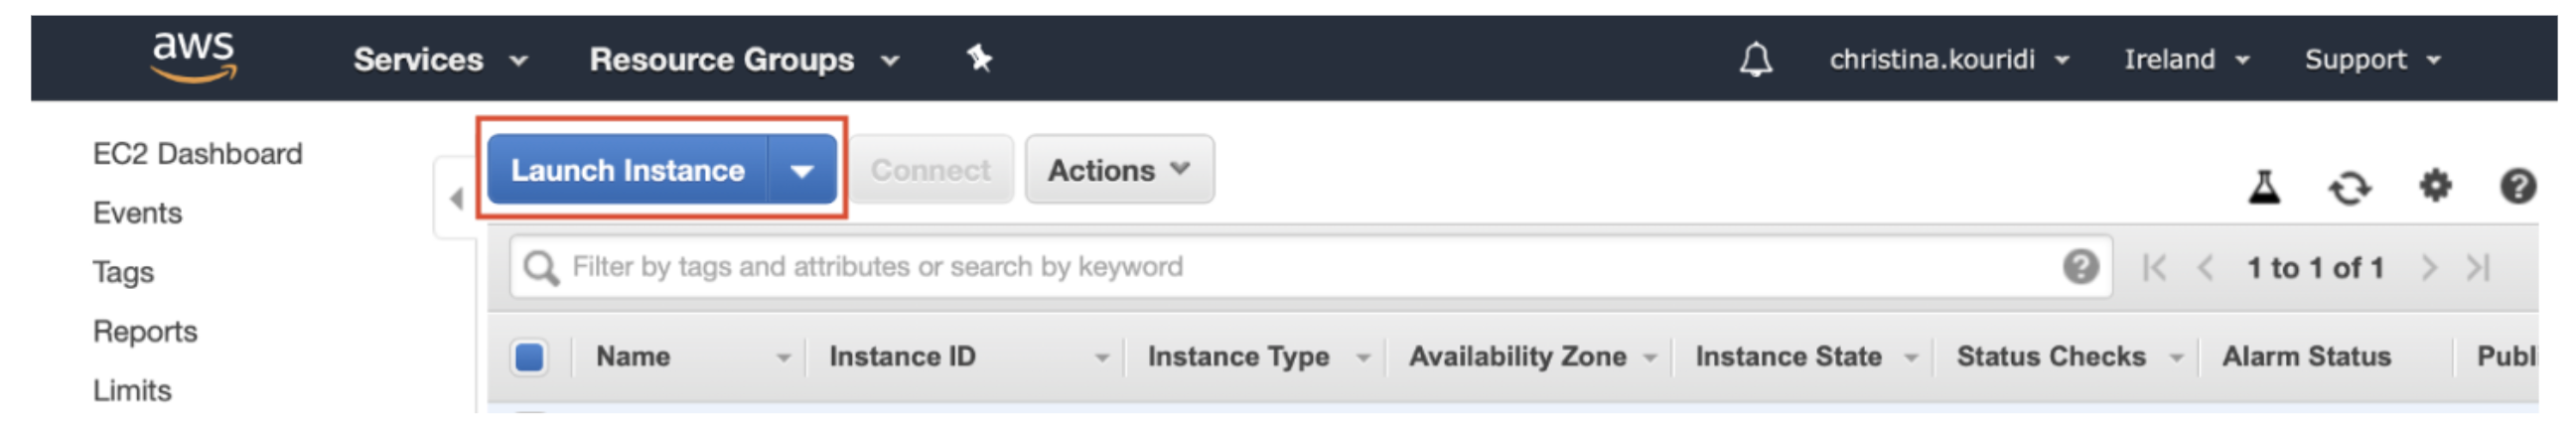 aws Services Resource Groups christina.kouridi Ireland Support
EC2 Dashboard
Events
Tags
Reports
Limits
Launch Instance Connect Actions
Filter by tags and attributes or search by keyword ? 1 to 1 of 1
Name Instance ID Instance Type Availability Zone Instance State Status Checks Alarm Status Publ